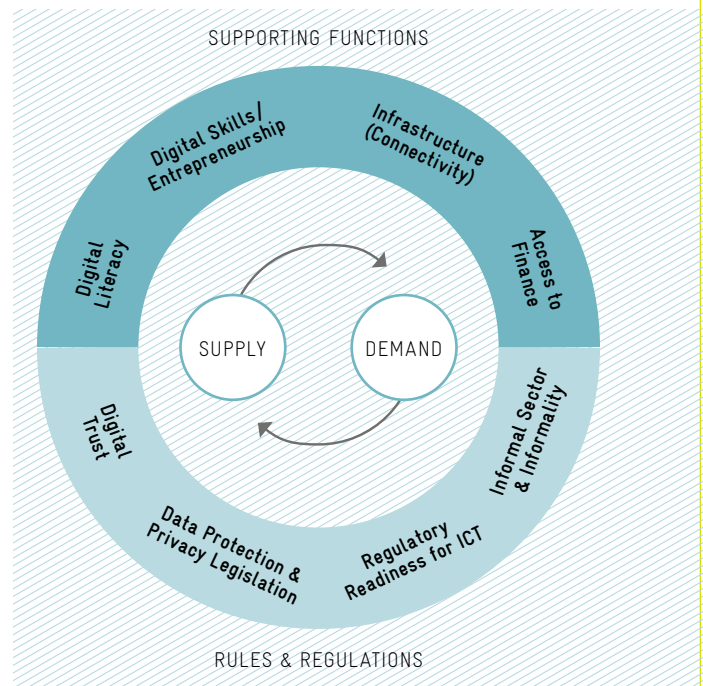 SUPPORTING FUNCTIONS
Digital Skills/
Entrepreneurship
Infrastructure
(Connectivity)
Digital
Literacy
Access to
Finance
SUPPLY
DEMAND
Digital
Trust
Informal Sector
& Informality
Data Protection &
Privacy Legislation
Regulatory
Readiness for ICT
RULES & REGULATIONS